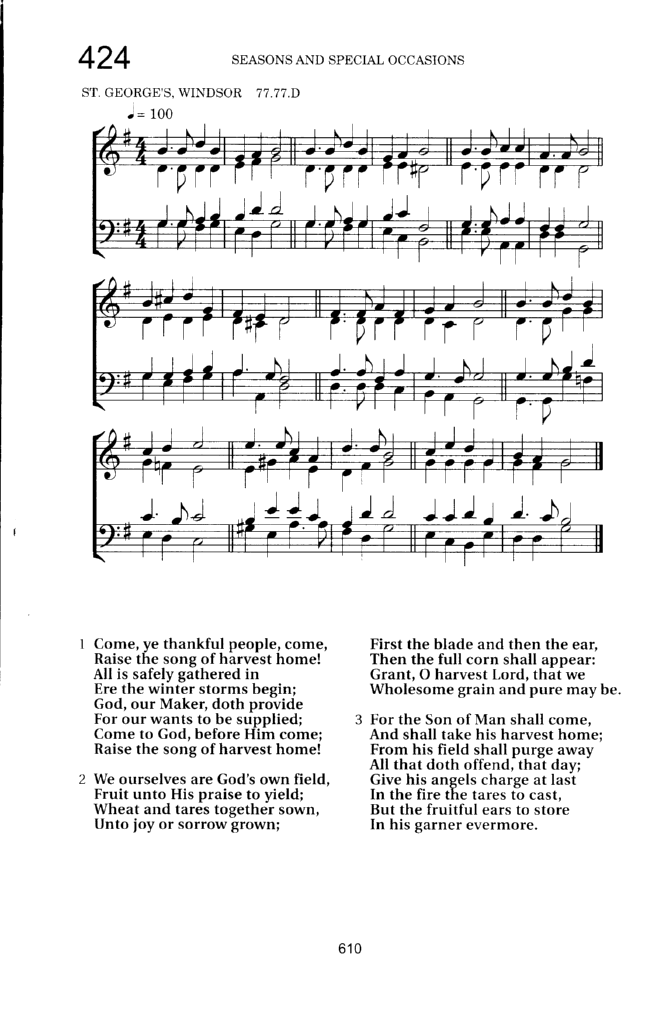 424
SEASONS AND SPECIAL OCCASIONS
ST. GEORGE'S, WINDSOR 77.77.D
♩= 100
1 Come, ye thankful people, come,
Raise the song of harvest home!
All is safely gathered in
Ere the winter storms begin;
God, our Maker, doth provide
For our wants to be supplied;
Come to God, before Him come;
Raise the song of harvest home!
2 We ourselves are God's own field,
Fruit unto His praise to yield;
Wheat and tares together sown,
Unto joy or sorrow grown;
First the blade and then the ear,
Then the full corn shall appear:
Grant, O harvest Lord, that we
Wholesome grain and pure may be.
3 For the Son of Man shall come,
And shall take his harvest home;
From his field shall purge away
All that doth offend, that day;
Give his angels charge at last
In the fire the tares to cast,
But the fruitful ears to store
In his garner evermore.
610